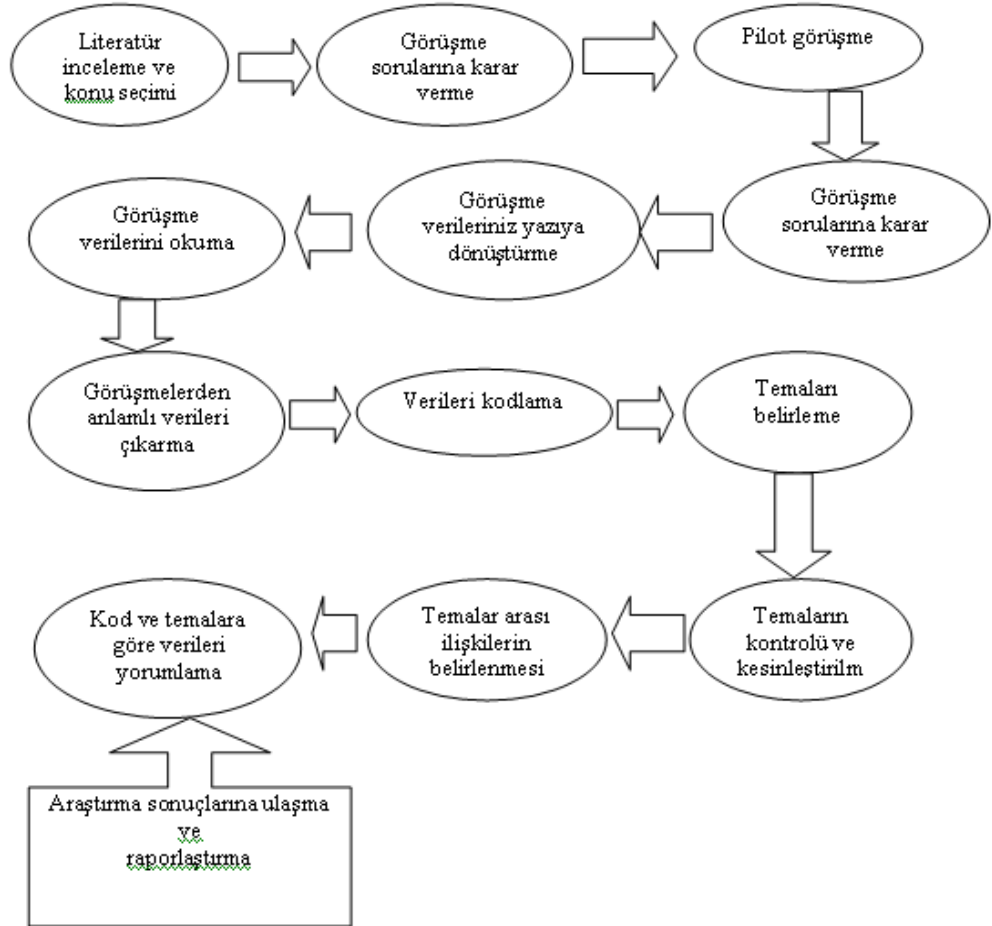 Literatür
inceleme ve
konu seçimi
Görüşme
sorularına karar
verme
Pilot görüşme
Görüşme
sorularına karar
verme
Görüşme
verileriniz yazıya
dönüştürme
Görüşme
verilerini okuma
Görüşmelerden
anlamlı verileri
çıkarma
Verileri kodlama
Temaları
belirleme
Temaların
kontrolü ve
kesinleştirilm
Temalar arası
ilişkilerin
belirlenmesi
Kod ve temalara
göre verileri
yorumlama
Araştırma sonuçlarına ulaşma
ve
raporlaştırma